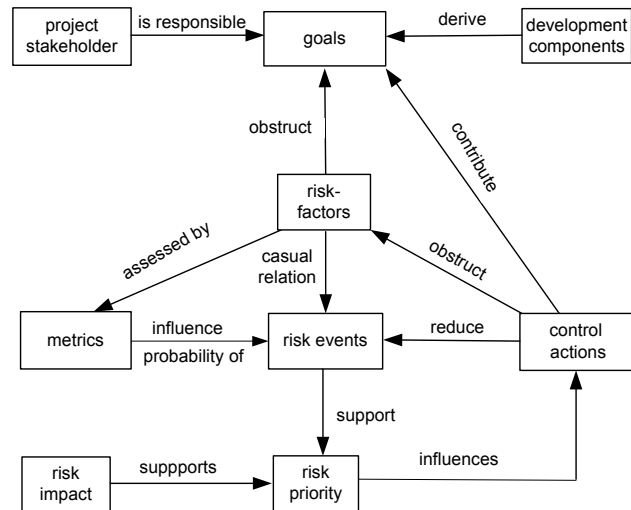 project
stakeholder
is responsible
goals
derive
development
components
obstruct
contribute
risk-
factors
assessed by
casual
relation
obstruct
metrics
influence
probability of
risk events
reduce
control
actions
support
risk
impact
suppports
risk
priority
influences